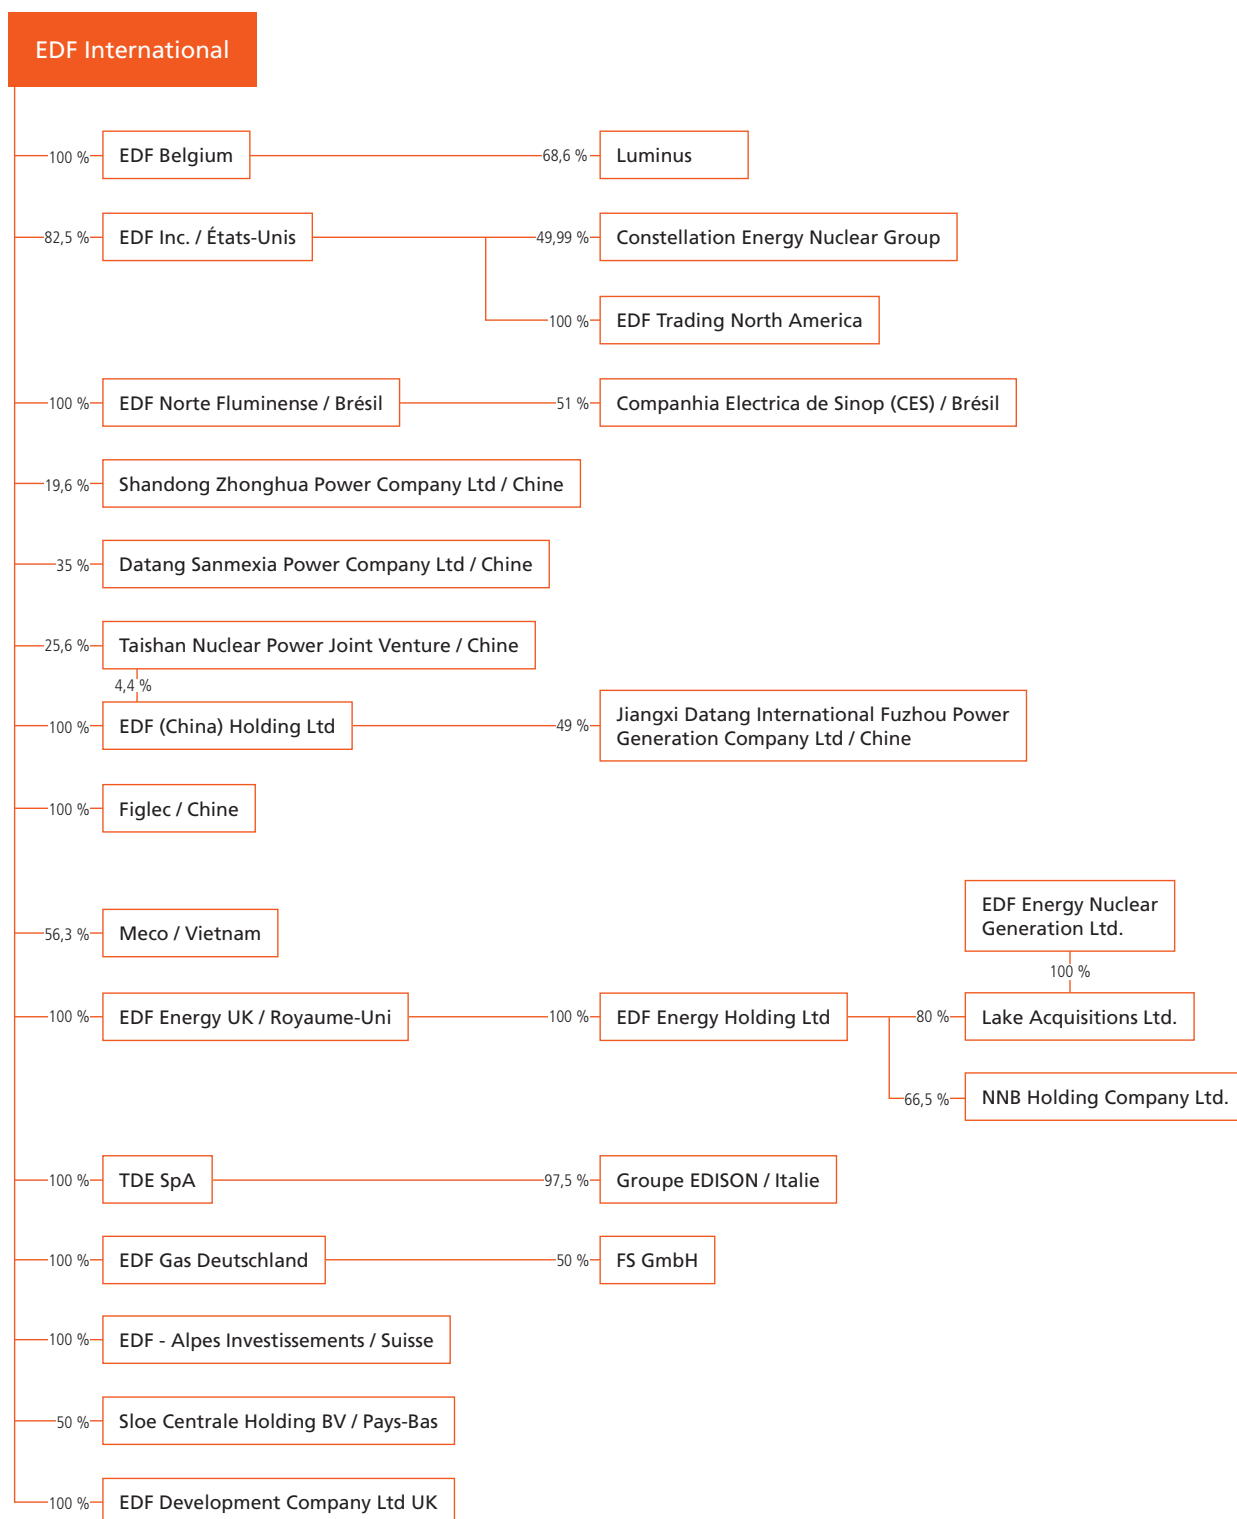 EDF International
100 % EDF Belgium 68,6 % Luminus
82,5 % EDF Inc. / États-Unis 49,99 % Constellation Energy Nuclear Group
100 % EDF Trading North America
100 % EDF Norte Fluminense / Brésil 51 % Companhia Electrica de Sinop (CES) / Brésil
19,6 % Shandong Zhonghua Power Company Ltd / Chine
35 % Datang Sanmexia Power Company Ltd / Chine
25,6 % Taishan Nuclear Power Joint Venture / Chine
4,4 %
100 % EDF (China) Holding Ltd 49 % Jiangxi Datang International Fuzhou Power
Generation Company Ltd / Chine
100 % Figlec / Chine
56,3 % Meco / Vietnam
EDF Energy Nuclear
Generation Ltd.
100 %
100 % EDF Energy UK / Royaume-Uni 100 % EDF Energy Holding Ltd 80 % Lake Acquisitions Ltd.
66,5 % NNB Holding Company Ltd.
100 % TDE SpA 97,5 % Groupe EDISON / Italie
100 % EDF Gas Deutschland 50 % FS GmbH
100 % EDF - Alpes Investissements / Suisse
50 % Sloe Centrale Holding BV / Pays-Bas
100 % EDF Development Company Ltd UK